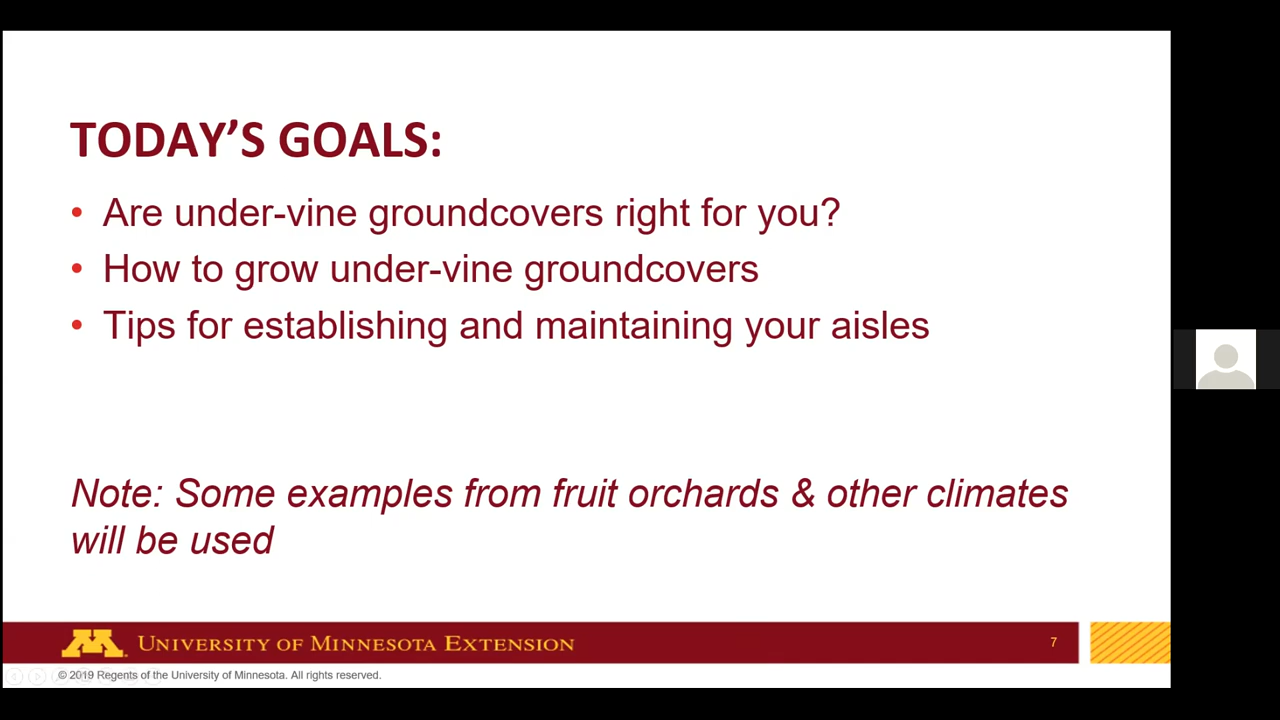 TODAY’S GOALS:
• Are under-vine groundcovers right for you?
• How to grow under-vine groundcovers
• Tips for establishing and maintaining your aisles
Note: Some examples from fruit orchards & other climates
will be used
M UNIVERSITY OF MINNESOTA EXTENSION
7
© 2019 Regents of the University of Minnesota. All rights reserved.